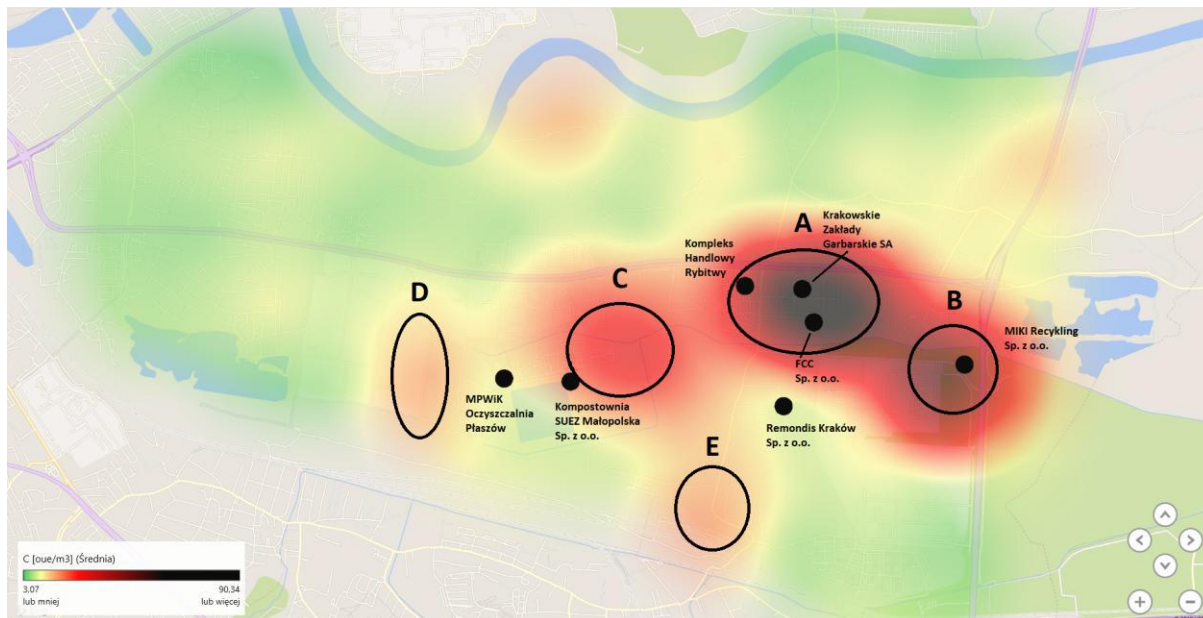 A
Krakowskie
Zakłady
Garbarskie SA
Kompleks
Handlowy
Rybitwy
C
D
B
MIKI Recykling
Sp. z o.o.
FCC
Sp. z o.o.
MPWiK
Oczyszczalnia
Płaszów
Kompostownia
SUEZ Małopolska
Sp. z o.o.
Remondis Kraków
Sp. z o.o.
E
C [oue/m3] (Średnia)
3,07
90,34
lub mniej
lub więcej